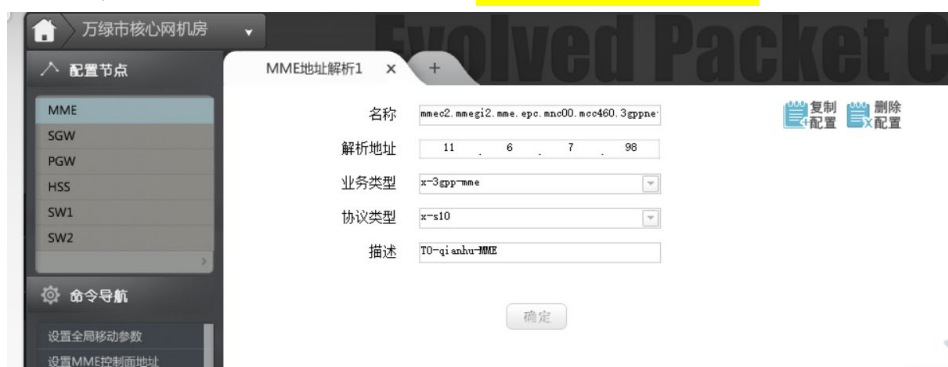 万绿市核心网机房
Evolved Packet C
配置节点
MME地址解析1 x +
MME
SGW
PGW
HSS
SW1
SW2
名称 mmec2.mmegi2.mme.epc.mnc00.mcc460.3gppne
复制配置
删除配置
解析地址 11 . 6 . 7 . 98
业务类型 x-3gpp-mme
协议类型 x-s10
描述 TO-qianhu-MME
确定
命令导航
设置全局移动参数
设置MME控制面地址